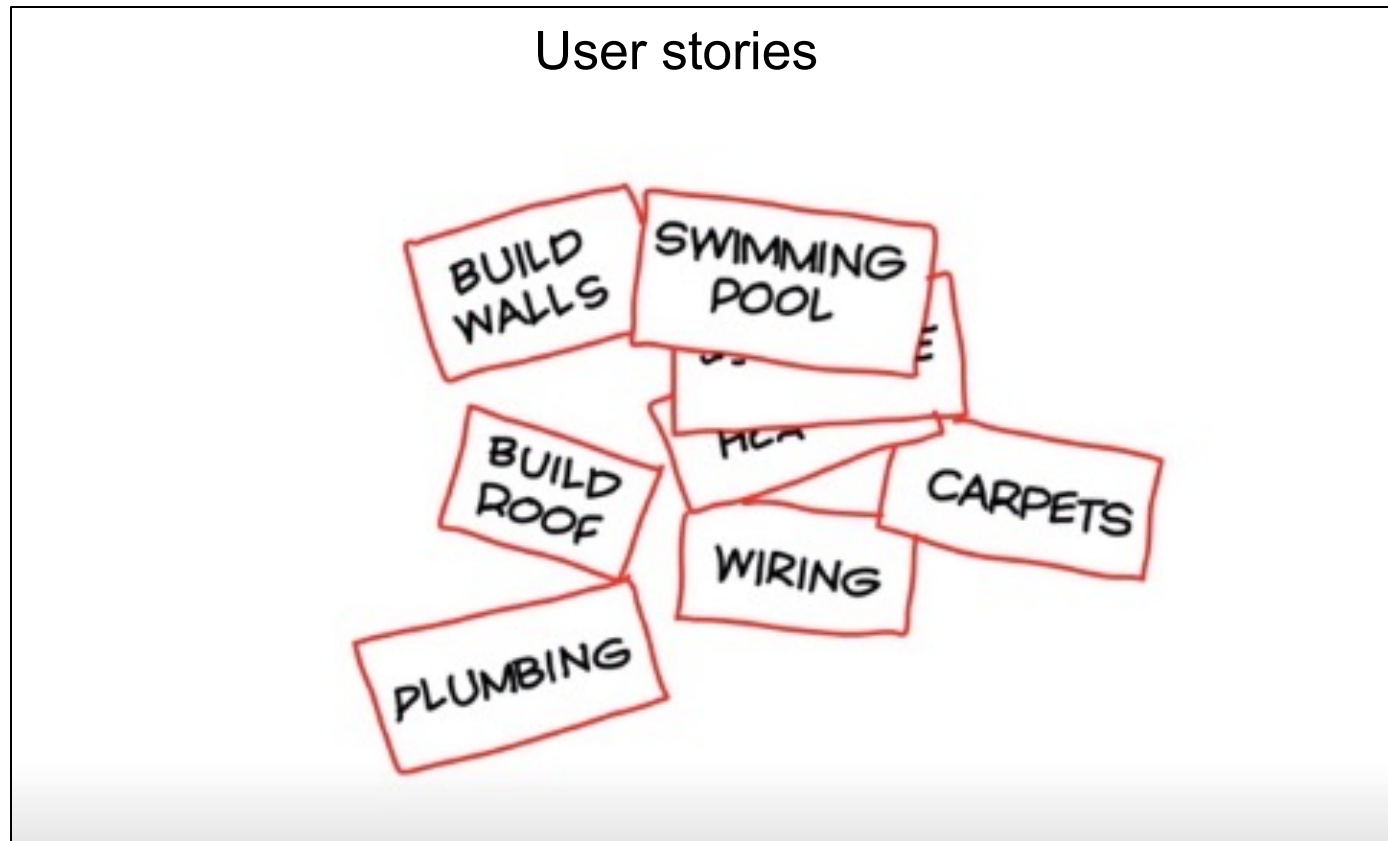 User stories
BUILD
WALLS
SWIMMING
POOL
BUILD
ROOF
CARPETS
WIRING
PLUMBING